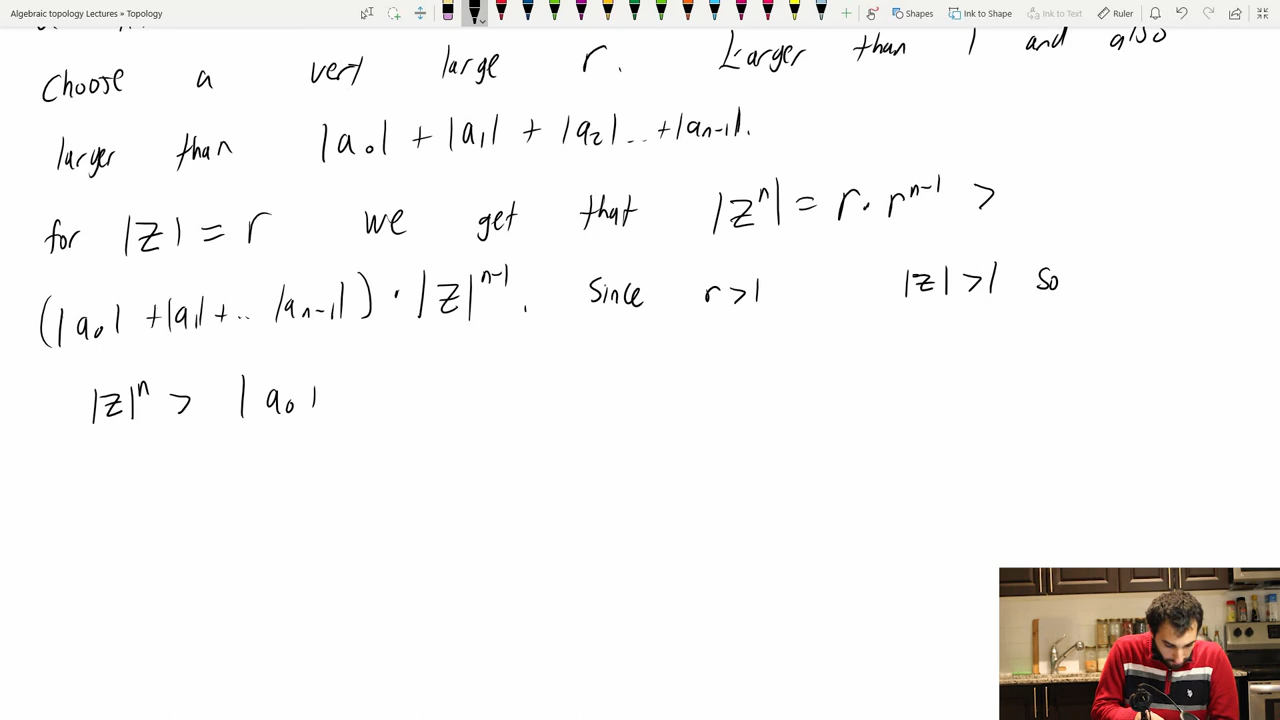 Algebraic topology Lectures » Topology
Shapes Ink to Shape Ink to Text Ruler
Choose a very large r. Larger than 1 and also
larger than |a₀| + |a₁| + |a₂| .. + |aₙ₋₁|.
for |z| = r we get that |zⁿ| = r · rⁿ⁻¹ >
(|a₀| + |a₁| + .. |aₙ₋₁|) · |z|ⁿ⁻¹. Since r > 1 |z| > 1 so
|z|ⁿ > | a₀ |